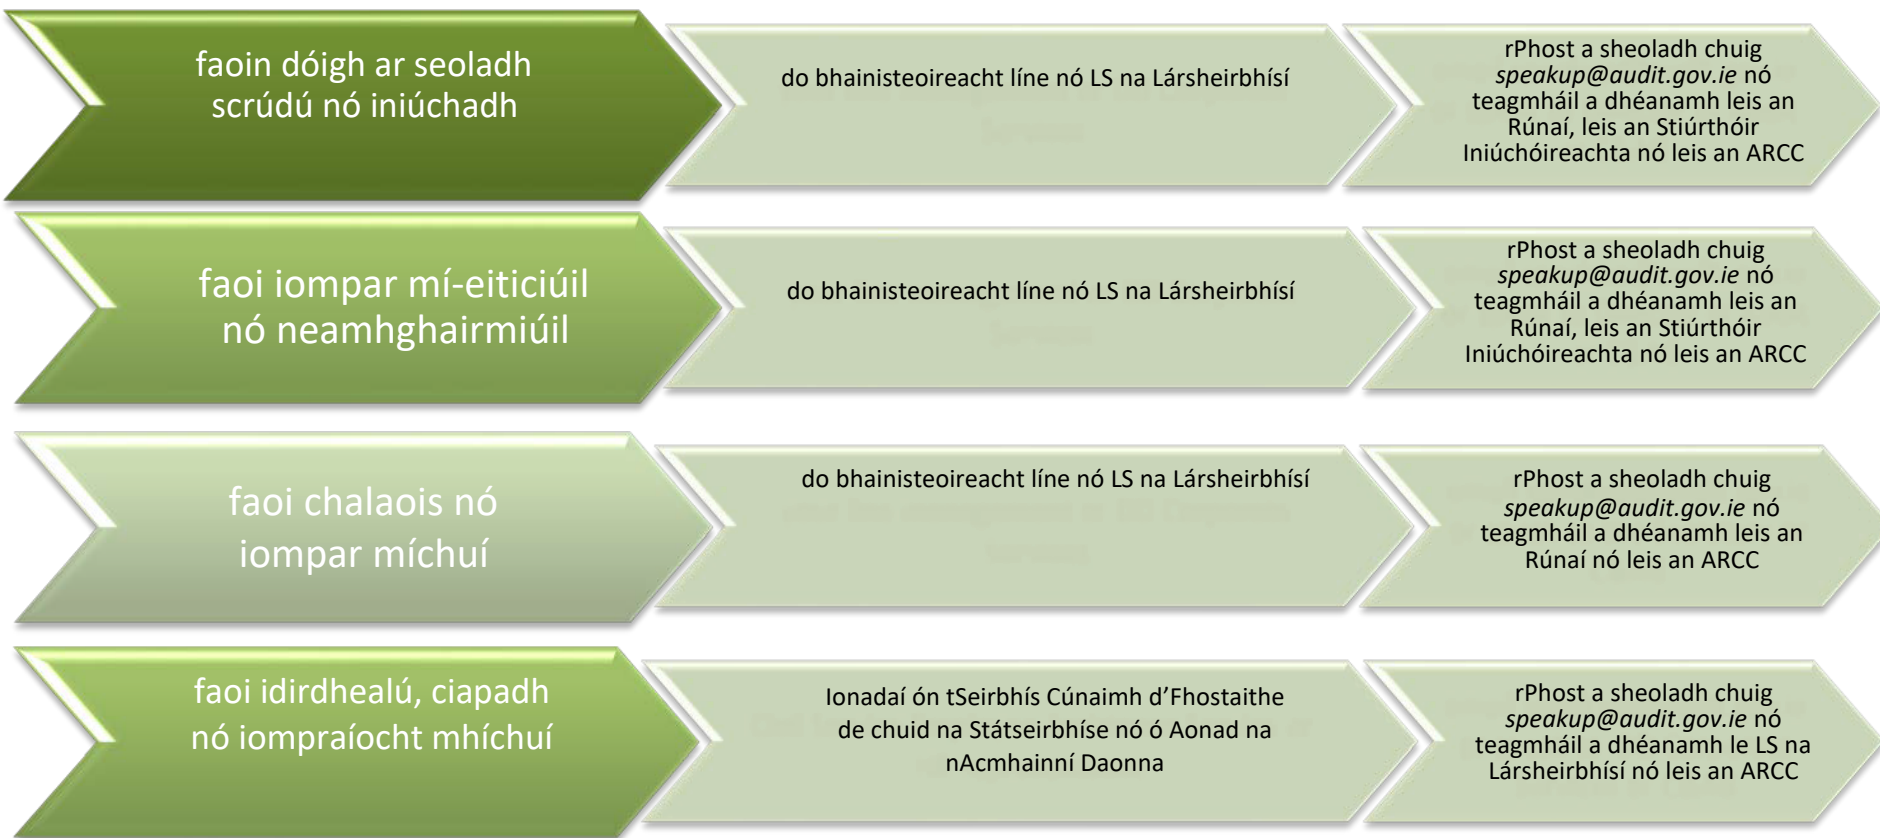 faoin dóigh ar seoladh
scrúdú nó iniúchadh
do bhainisteoireacht líne nó LS na Lársheirbhísí
rPhost a sheoladh chuig
speakup@audit.gov.ie nó
teagmháil a dhéanamh leis an
Rúnaí, leis an Stiúrthóir
Iniúchóireachta nó leis an ARCC
faoi iompar mí-eiticiúil
nó neamhghairmiúil
do bhainisteoireacht líne nó LS na Lársheirbhísí
rPhost a sheoladh chuig
speakup@audit.gov.ie nó
teagmháil a dhéanamh leis an
Rúnaí, leis an Stiúrthóir
Iniúchóireachta nó leis an ARCC
faoi chalaois nó
iompar míchuí
do bhainisteoireacht líne nó LS na Lársheirbhísí
rPhost a sheoladh chuig
speakup@audit.gov.ie nó
teagmháil a dhéanamh leis an
Rúnaí nó leis an ARCC
faoi idirdhealú, ciapadh
nó iompraíocht mhíchuí
Ionadaí ón tSeirbhís Cúnaimh d’Fhostaithe
de chuid na Státseirbhíse nó ó Aonad na
nAcmhainní Daonna
rPhost a sheoladh chuig
speakup@audit.gov.ie nó
teagmháil a dhéanamh le LS na
Lársheirbhísí nó leis an ARCC